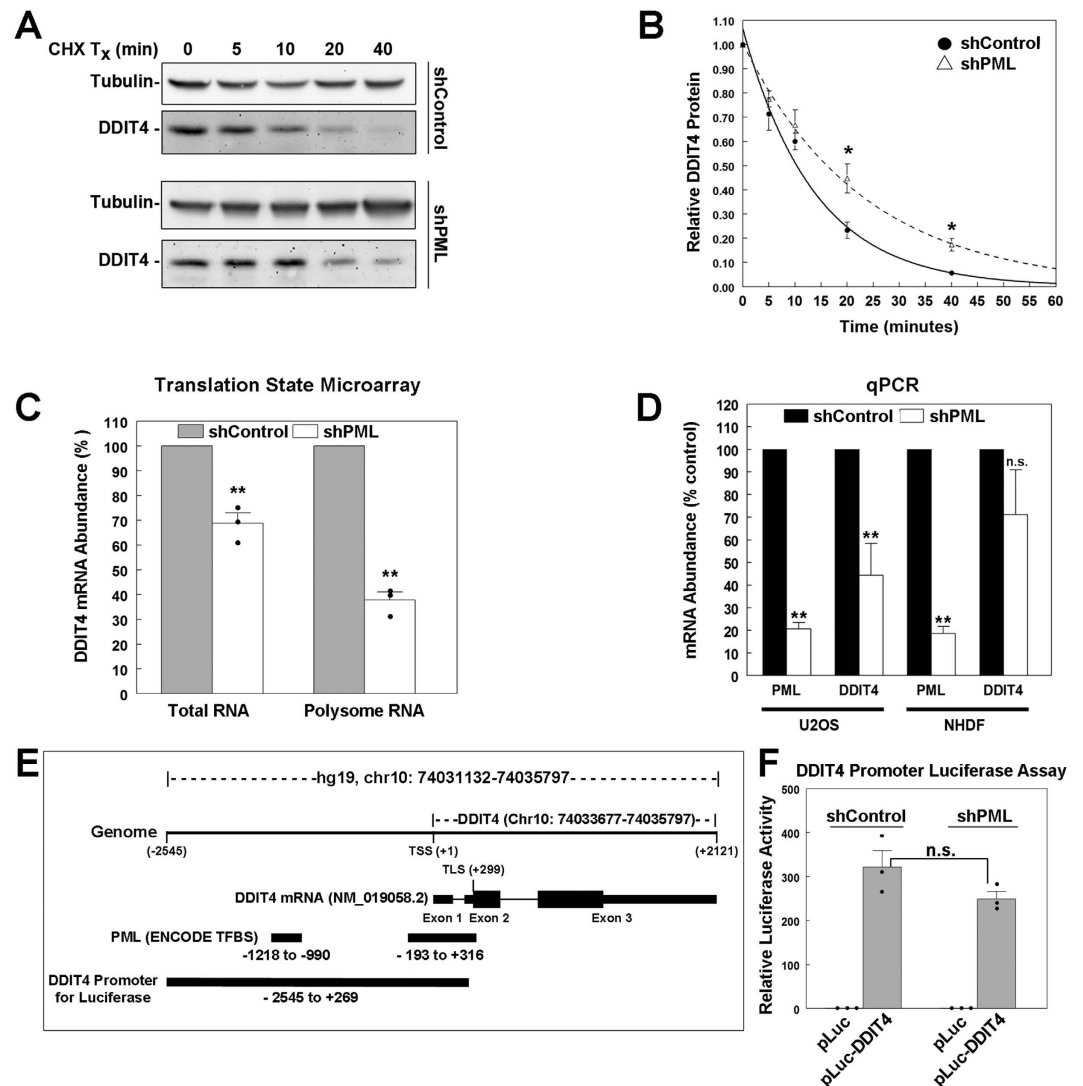 A
CHX Tx (min) 0 5 10 20 40
Tubulin-
DDIT4 -
shControl
Tubulin-
DDIT4 -
shPML
B
shControl
shPML
Relative DDIT4 Protein
1.00
0.90
0.80
0.70
0.60
0.50
0.40
0.30
0.20
0.10
0.00
*
*
0 5 10 15 20 25 30 35 40 45 50 55 60
Time (minutes)
C
Translation State Microarray
shControl shPML
DDIT4 mRNA Abundance (% )
110
100
90
80
70
60
50
40
30
20
10
0
**
**
Total RNA Polysome RNA
D
qPCR
shControl shPML
mRNA Abundance (% control)
120
110
100
90
80
70
60
50
40
30
20
10
0
**
**
**
n.s.
PML DDIT4 PML DDIT4
U2OS NHDF
E
hg19, chr10: 74031132-74035797
DDIT4 (Chr10: 74033677-74035797)
Genome
(-2545) TSS (+1) (+2121)
TLS (+299)
DDIT4 mRNA (NM_019058.2)
Exon 1 Exon 2 Exon 3
PML (ENCODE TFBS)
-1218 to -990 - 193 to +316
DDIT4 Promoter
for Luciferase
- 2545 to +269
F
DDIT4 Promoter Luciferase Assay
Relative Luciferase Activity
500
400
300
200
100
0
shControl shPML
n.s.
pLuc pLuc-DDIT4 pLuc pLuc-DDIT4